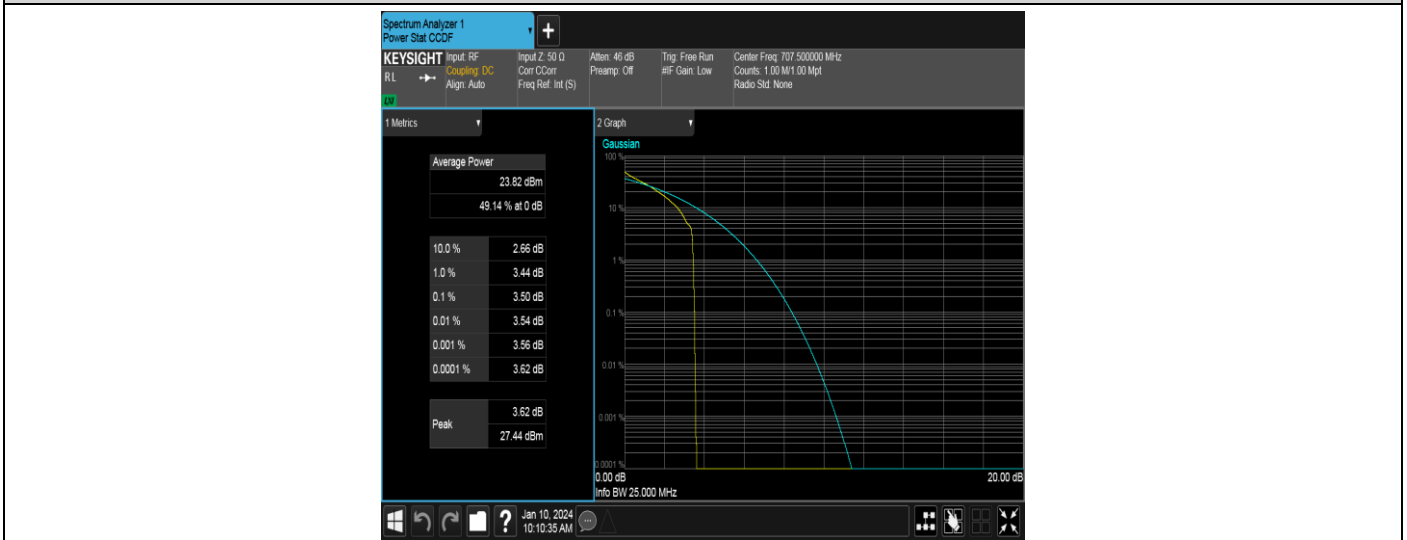 Spectrum Analyzer 1
Power Stat CCDF
+
KEYSIGHT
RL
Input: RF
Coupling: DC
Align: Auto
Input Z: 50 Ω
Corr CCorr
Freq Ref: Int (S)
Atten: 46 dB
Preamp: Off
Trig: Free Run
#IF Gain: Low
Center Freq: 707.500000 MHz
Counts: 1.00 M/1.00 Mpt
Radio Std: None
1 Metrics
Average Power
23.82 dBm
49.14 % at 0 dB
10.0 % 2.66 dB
1.0 % 3.44 dB
0.1 % 3.50 dB
0.01 % 3.54 dB
0.001 % 3.56 dB
0.0001 % 3.62 dB
Peak
3.62 dB
27.44 dBm
2 Graph
Gaussian
100 %
10 %
1 %
0.1 %
0.01 %
0.001 %
0.0001 %
0.00 dB 20.00 dB
Info BW 25.000 MHz
?
Jan 10, 2024
10:10:35 AM